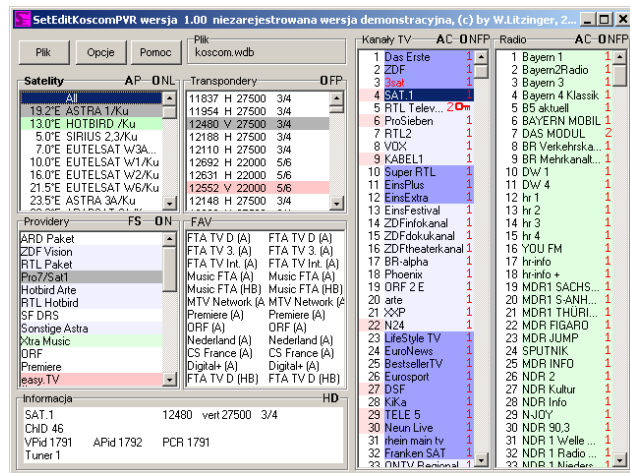 SetEditKoscomPVR wersja 1.00 niezarejestrowana wersja demonstracyjna, (c) by W.Litzinger, 2...
Plik
Opcje
Pomoc
Plik
koscom.wdb
Satelity AP ONL
All
19.2°E ASTRA 1/Ku
13.0°E HOTBIRD /Ku
5.0°E SIRIUS 2,3/Ku
7.0°E EUTELSAT W3A...
10.0°E EUTELSAT W1/Ku
16.0°E EUTELSAT W2/Ku
21.5°E EUTELSAT W6/Ku
23.5°E ASTRA 3A/Ku
Transpondery OFP
11837 H 27500 3/4
11954 H 27500 3/4
12480 V 27500 3/4
12188 H 27500 3/4
12110 H 27500 3/4
12692 H 22000 5/6
12631 H 22000 5/6
12552 V 22000 5/6
12148 H 27500 3/4
Providery FS ON
ARD Paket
ZDF Vision
RTL Paket
Pro7/Sat1
Hotbird Arte
RTL Hotbird
SF DRS
Sonstige Astra
Xtra Music
ORF
Premiere
easy.TV
FAV
FTA TV D (A) FTA TV D (A)
FTA TV 3. (A) FTA TV 3. (A)
FTA TV Int. (A) FTA TV Int. (A)
Music FTA (A) Music FTA (A)
Music FTA (HB) Music FTA (HB)
MTV Network (A MTV Network (A
Premiere (A) Premiere (A)
ORF (A) ORF (A)
Nederland (A) Nederland (A)
CS France (A) CS France (A)
Digital+ (A) Digital+ (A)
FTA TV D (HB) FTA TV D (HB)
Informacja HD
SAT.1 12480 vert 27500 3/4
ChID 46
VPid 1791 APid 1792 PCR 1791
Tuner 1
Kanały TV AC ONFP
1 Das Erste 1
2 ZDF 1
3 3sat 1
4 SAT.1 1
5 RTL Telev... 2
6 ProSieben 1
7 RTL2 1
8 VOX 1
9 KABEL1 1
10 Super RTL 1
11 EinsPlus 1
12 EinsExtra 1
13 EinsFestival 1
14 ZDFinfokanal 1
15 ZDFdokukanal 1
16 ZDFtheaterkanal 1
17 BR-alpha 1
18 Phoenix 1
19 ORF 2 E 1
20 arte 1
21 XXP 1
22 N24 1
23 LifeStyle TV 1
24 EuroNews 1
25 BestsellerTV 1
26 Eurosport 1
27 DSF 1
28 KiKa 1
29 TELE 5 1
30 Neun Live 1
31 rhein main tv 1
32 Franken SAT 1
33 ONTV Regional 1
Radio AC ONFP
1 Bayern 1 1
2 Bayern2Radio 1
3 Bayern 3 1
4 Bayern 4 Klassik 1
5 B5 aktuell 1
6 BAYERN MOBIL 1
7 DAS MODUL 2
8 BR Verkehrska... 1
9 BR Mehrkanalt... 1
10 DW 1 1
11 DW 4 1
12 hr 1 1
13 hr 2 1
14 hr 3 1
15 hr 4 1
16 YOU FM 1
17 hr-info 1
18 hr-info + 1
19 MDR1 SACHS... 1
20 MDR1 S-ANH... 1
21 MDR1 THÜRI... 1
22 MDR FIGARO 1
23 MDR JUMP 1
24 SPUTNIK 1
25 MDR INFO 1
26 NDR 2 1
27 NDR Kultur 1
28 NDR Info 1
29 N-JOY 1
30 NDR 90,3 1
31 NDR 1 Welle ... 1
32 NDR 1 Radio ... 1
33 NDR 1 Nieders... 1